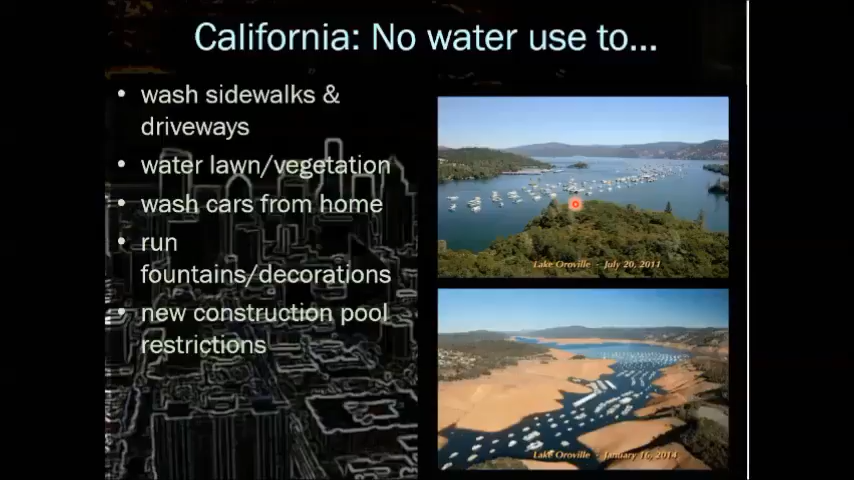 California: No water use to...
• wash sidewalks &
driveways
• water lawn/vegetation
• wash cars from home
• run
fountains/decorations
• new construction pool
restrictions
Lake Oroville - July 20, 2011
Lake Oroville - January 16, 2014